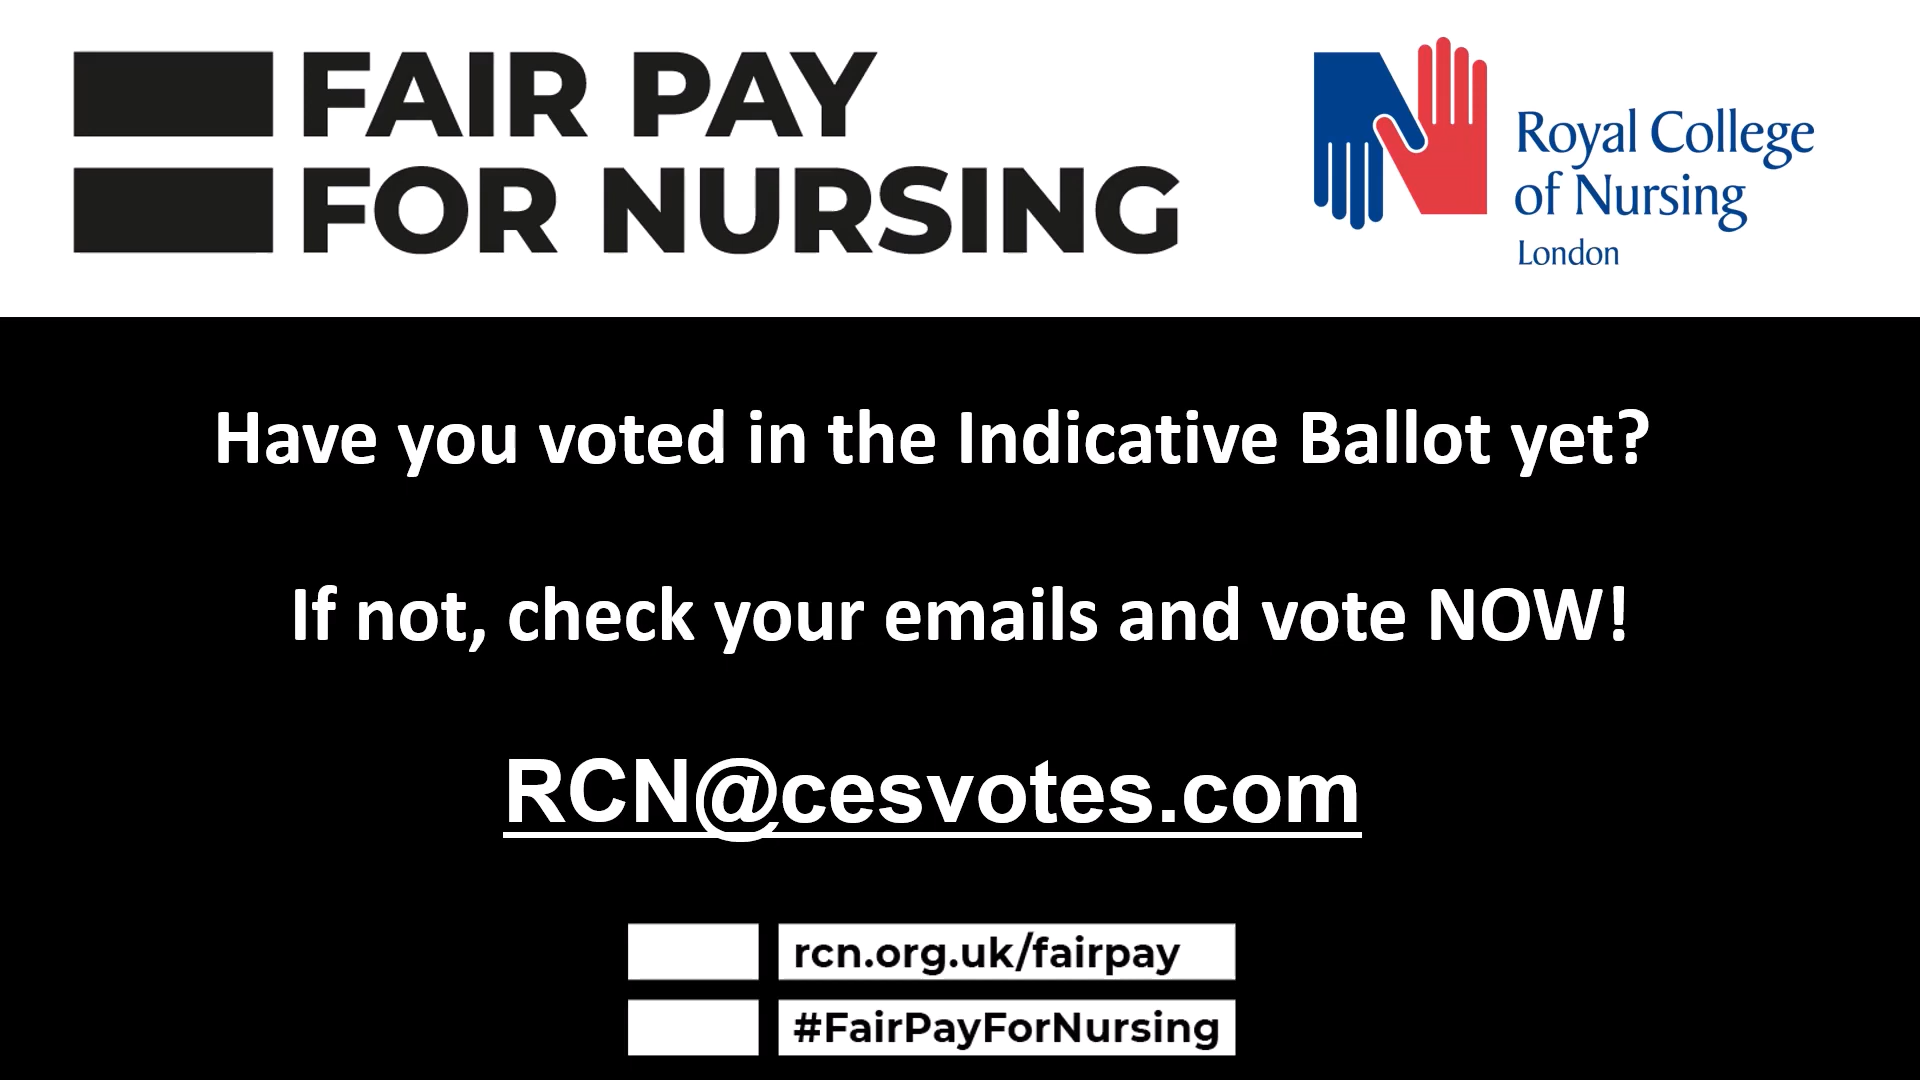 FAIR PAY
FOR NURSING
Royal College
of Nursing
London
Have you voted in the Indicative Ballot yet?
If not, check your emails and vote NOW!
RCN@cesvotes.com
rcn.org.uk/fairpay
#FairPayForNursing